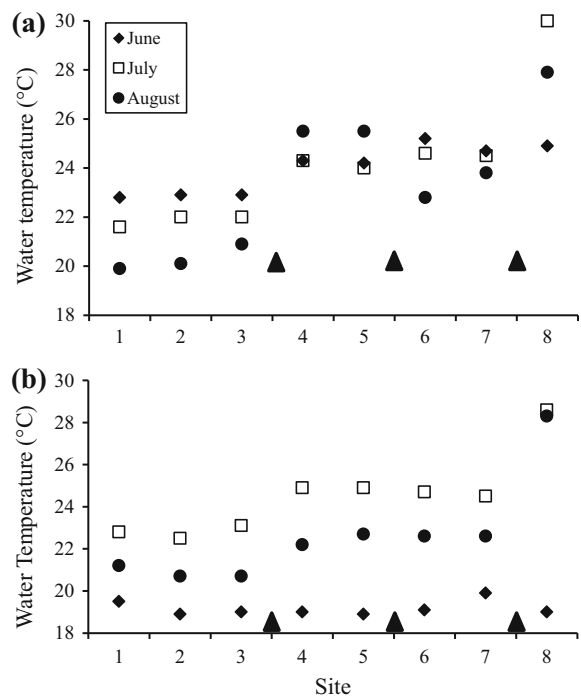 (a)
30
28
26
24
22
20
18
Water temperature (°C)
June
July
August
1 2 3 4 5 6 7 8
(b)
30
28
26
24
22
20
18
Water Temperature (°C)
1 2 3 4 5 6 7 8
Site